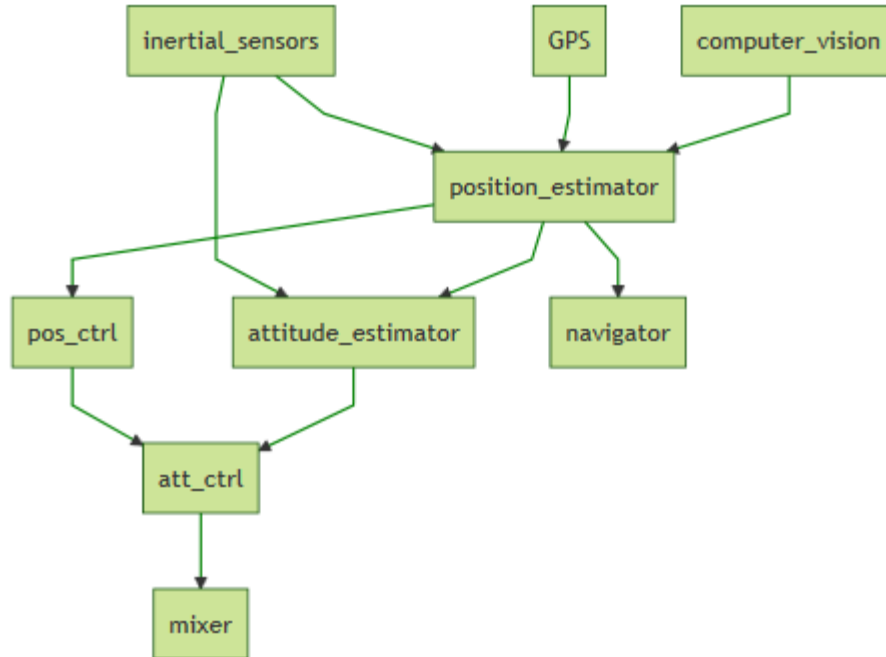 inertial_sensors
GPS
computer_vision
position_estimator
pos_ctrl
attitude_estimator
navigator
att_ctrl
mixer